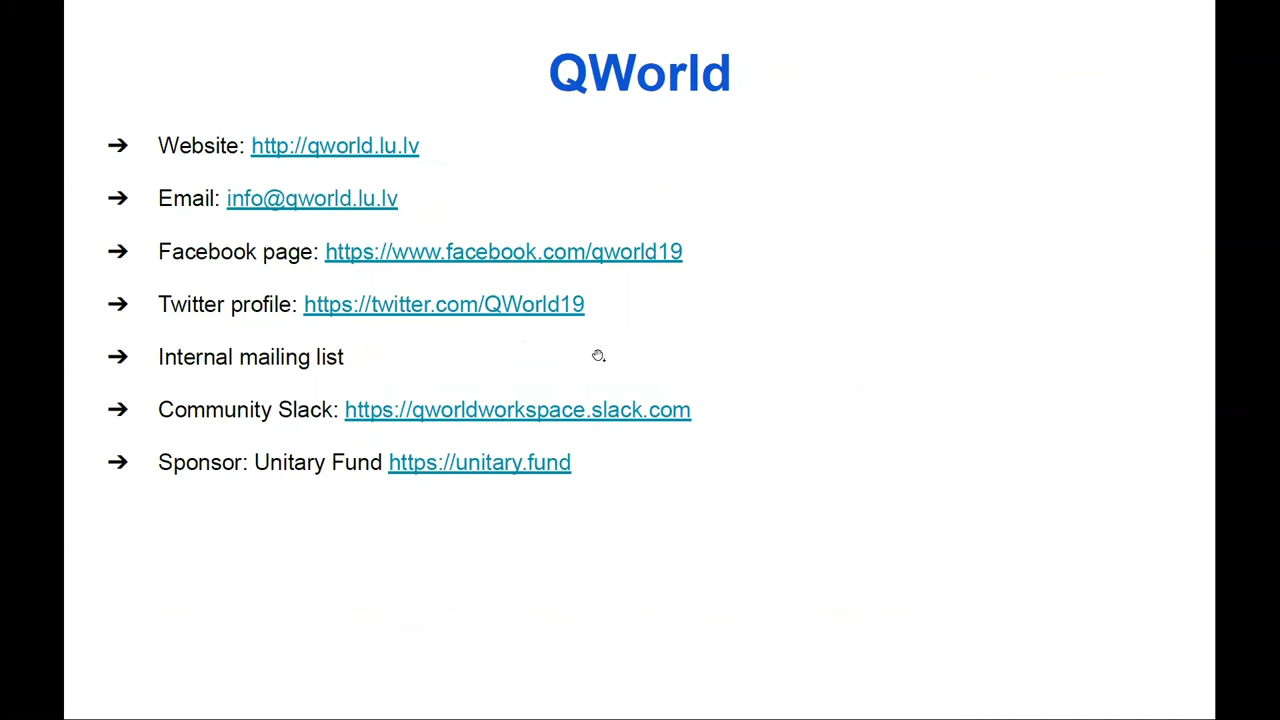 QWorld
➔ Website: http://qworld.lu.lv
➔ Email: info@qworld.lu.lv
➔ Facebook page: https://www.facebook.com/qworld19
➔ Twitter profile: https://twitter.com/QWorld19
➔ Internal mailing list
➔ Community Slack: https://qworldworkspace.slack.com
➔ Sponsor: Unitary Fund https://unitary.fund